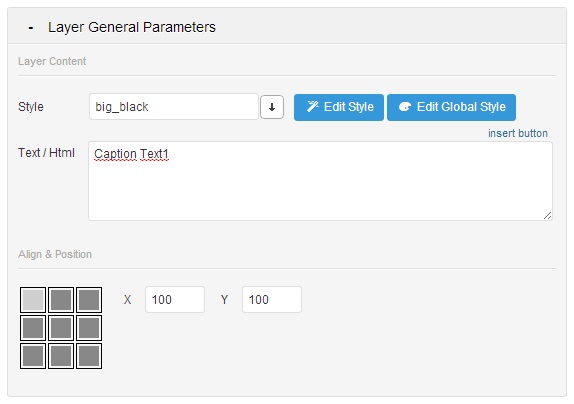 - Layer General Parameters
Layer Content
Style big_black Edit Style Edit Global Style
insert button
Text / Html Caption Text1
Align & Position
X 100 Y 100